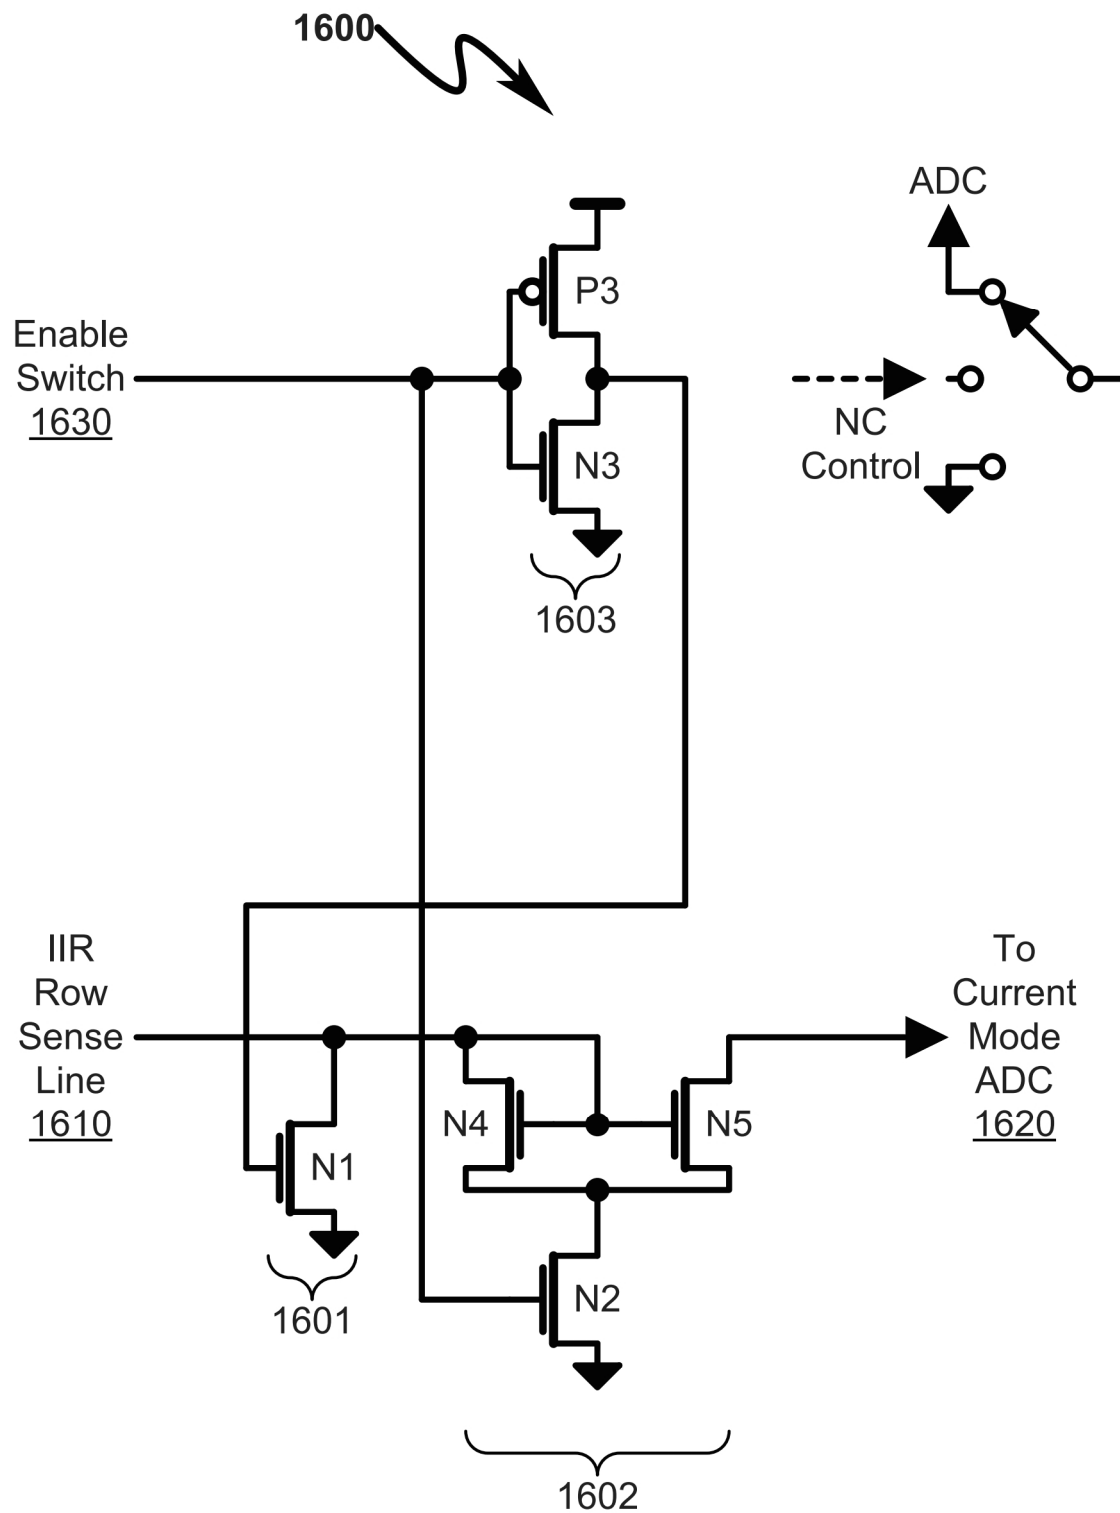 1600
ADC
P3
Enable
Switch
1630
NC
Control
N3
1603
IIR
Row
Sense
Line
1610
To
Current
Mode
ADC
1620
N4
N5
N1
N2
1601
1602